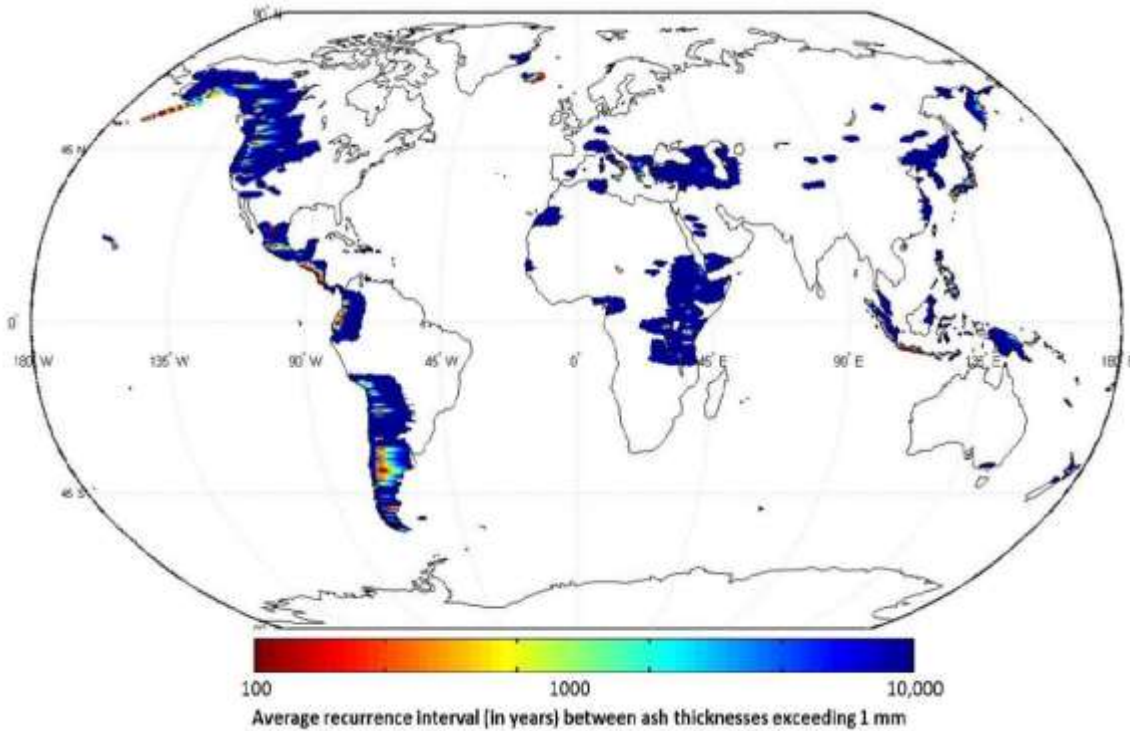 90° N
45 N
0°
180° W 135° W 90° W 45° W 0° 45° E 90° E 135° E 180° E
45 S
100 1000 10,000
Average recurrence interval (in years) between ash thicknesses exceeding 1 mm